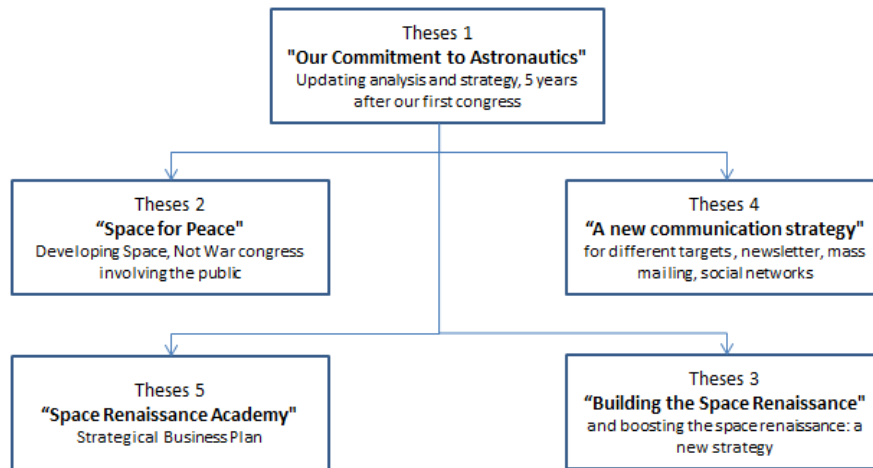 Theses 1
"Our Commitment to Astronautics"
Updating analysis and strategy, 5 years
after our first congress
Theses 2
“Space for Peace"
Developing Space, Not War congress
involving the public
Theses 4
“A new communication strategy"
for different targets, newsletter, mass
mailing, social networks
Theses 5
“Space Renaissance Academy"
Strategical Business Plan
Theses 3
“Building the Space Renaissance"
and boosting the space renaissance: a
new strategy